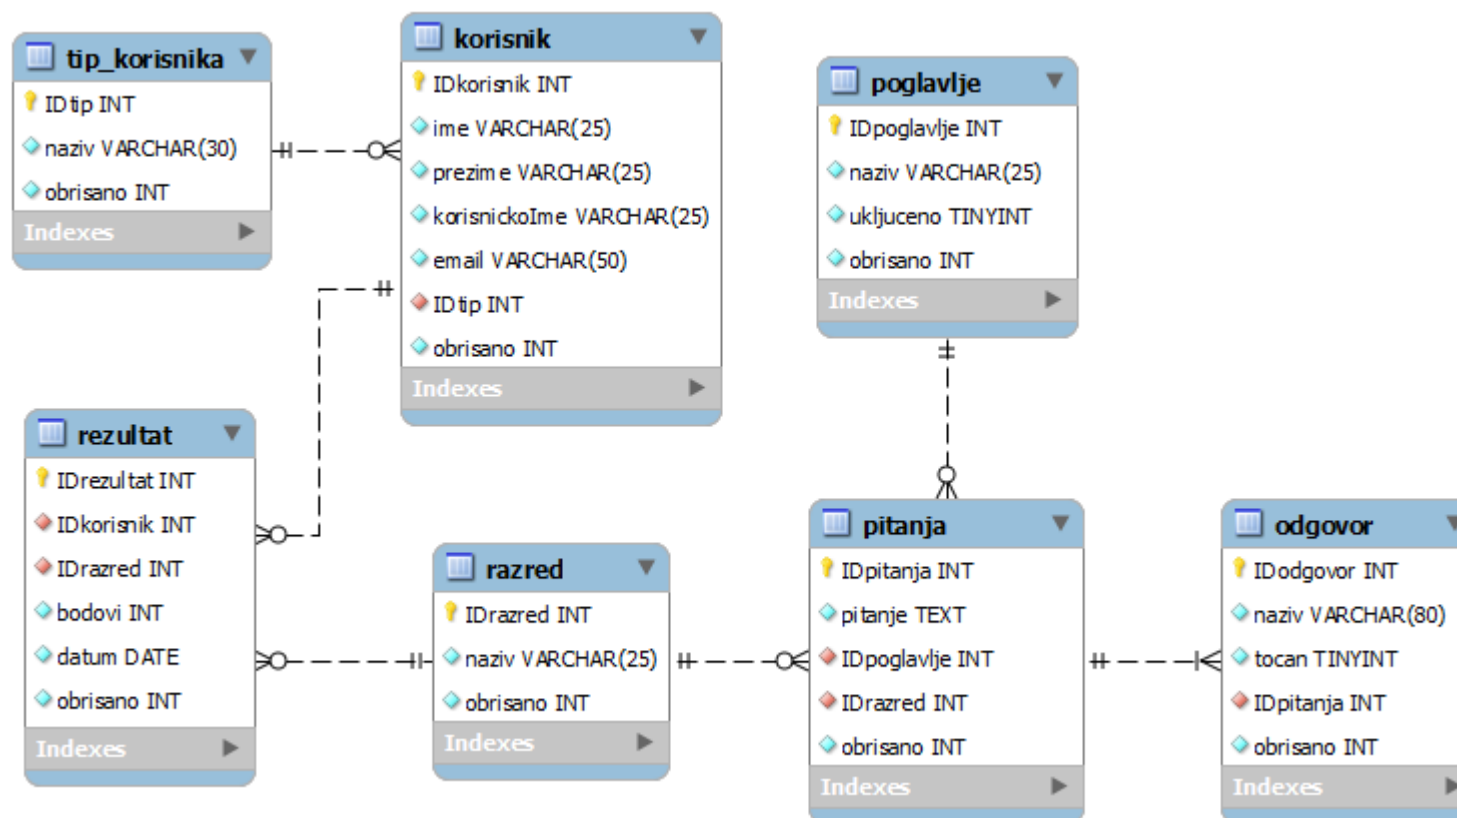 tip_korisnika
IDtip INT
naziv VARCHAR(30)
obrisano INT
Indexes
korisnik
IDkorisnik INT
ime VARCHAR(25)
prezime VARCHAR(25)
korisnickoIme VARCHAR(25)
email VARCHAR(50)
IDtip INT
obrisano INT
Indexes
poglavlje
IDpoglavlje INT
naziv VARCHAR(25)
ukljuceno TINYINT
obrisano INT
Indexes
rezultat
IDrezultat INT
IDkorisnik INT
IDrazred INT
bodovi INT
datum DATE
obrisano INT
Indexes
razred
IDrazred INT
naziv VARCHAR(25)
obrisano INT
Indexes
pitanja
IDpitanja INT
pitanje TEXT
IDpoglavlje INT
IDrazred INT
obrisano INT
Indexes
odgovor
IDodgovor INT
naziv VARCHAR(80)
tocan TINYINT
IDpitanja INT
obrisano INT
Indexes